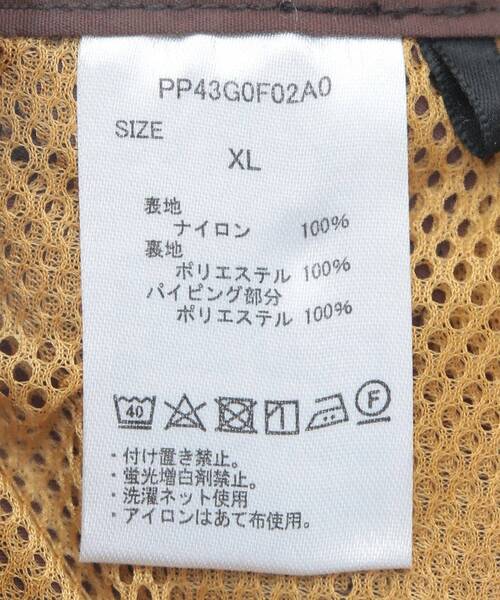 PP43G0F02A0
SIZE
XL
表地
ナイロン 100%
裏地
ポリエステル 100%
パイピング部分
ポリエステル 100%
40 F
・付け置き禁止。
・蛍光増白剤禁止。
・洗濯ネット使用
・アイロンはあて布使用。